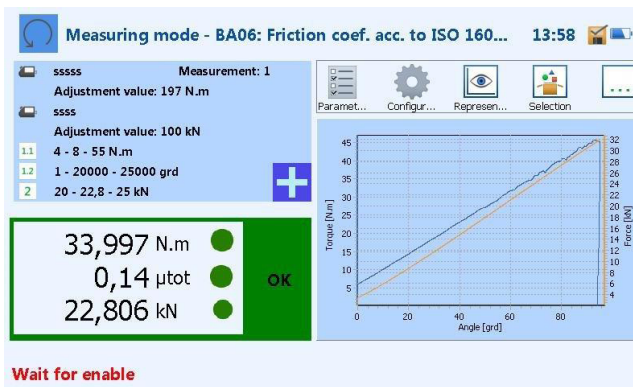 Measuring mode - BA06: Friction coef. acc. to ISO 160... 13:58
sssss Measurement: 1
Adjustment value: 197 N.m
ssss
Adjustment value: 100 kN
1.1 4 - 8 - 55 N.m
1.2 1 - 20000 - 25000 grd
2 20 - 22,8 - 25 kN
33,997 N.m
0,14 µtot
22,806 kN
OK
Paramet... Configur... Represen... Selection ...
Torque [N.m]
45
40
35
30
25
20
15
10
5
0 20 40 60 80
Angle [grd]
32
30
28
26
24
22
20
18
16
14
12
10
8
6
4
Force [kN]
Wait for enable